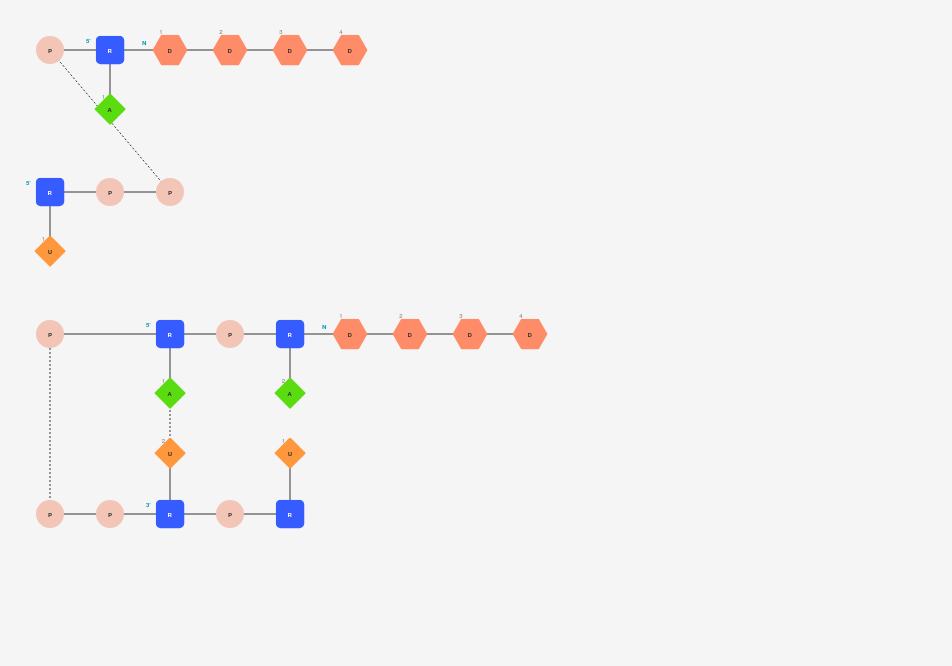 1 2 3 4
P 5' R N D D D D
1
A
5' R P P
1
U
1 2 3 4
P 5' R P R N D D D D
1 2
A A
2 1
U U
P P 3' R P R